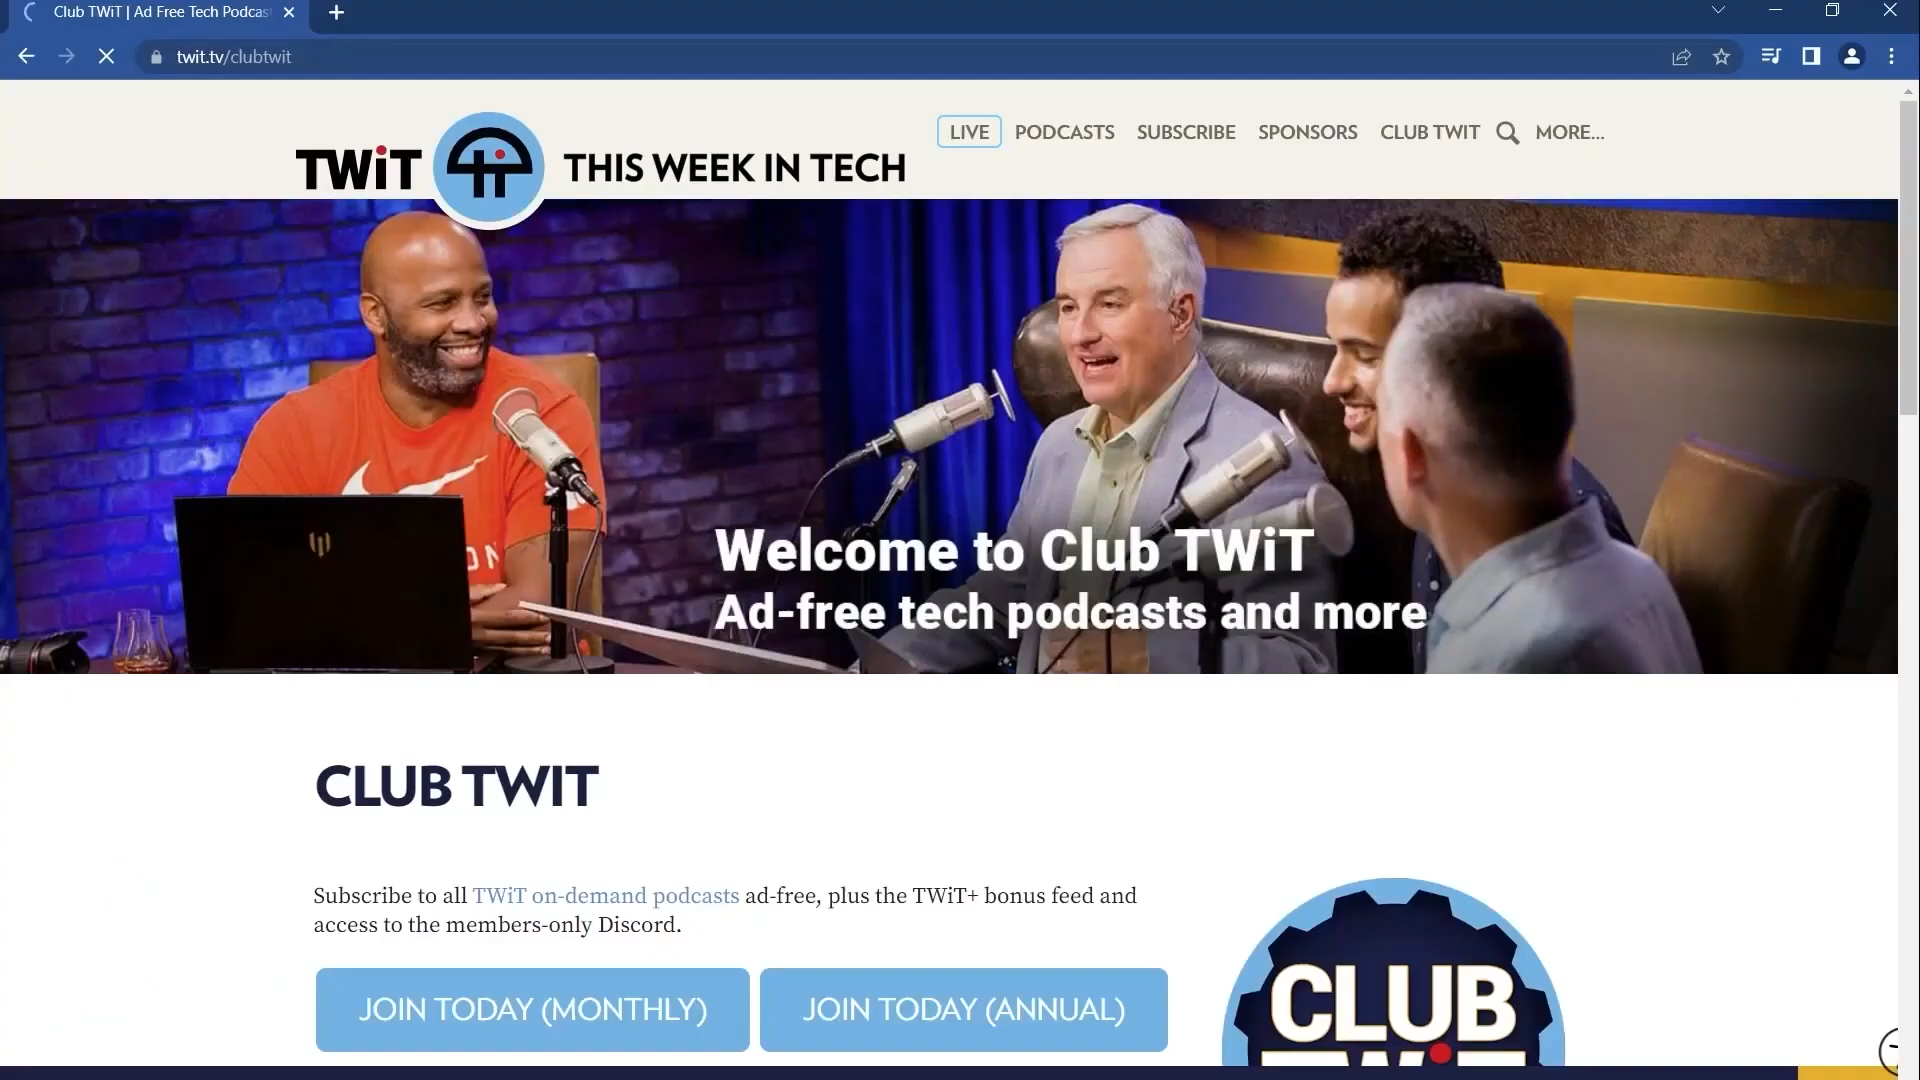 Club TWiT | Ad Free Tech Podcas
twit.tv/clubtwit
TWiT
THIS WEEK IN TECH
LIVE PODCASTS SUBSCRIBE SPONSORS CLUB TWIT MORE...
Welcome to Club TWiT
Ad-free tech podcasts and more
CLUB TWIT
Subscribe to all TWiT on-demand podcasts ad-free, plus the TWiT+ bonus feed and
access to the members-only Discord.
JOIN TODAY (MONTHLY) JOIN TODAY (ANNUAL)
CLUB
TWiT